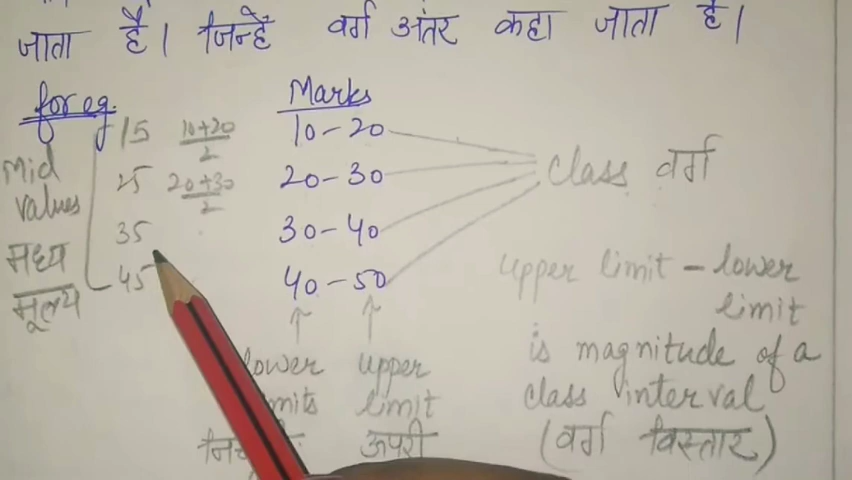 जाता है। जिन्हें वर्ग अंतर कहा जाता है।
for eg.
Marks
Mid values मध्य मूल्य
15 10+20/2 10-20
25 20+30/2 20-30
35 30-40
45 40-50
class वर्ग
lower
upper limit
ऊपरी
upper limit - lower
limit
is magnitude of a
class interval
(वर्ग विस्तार)